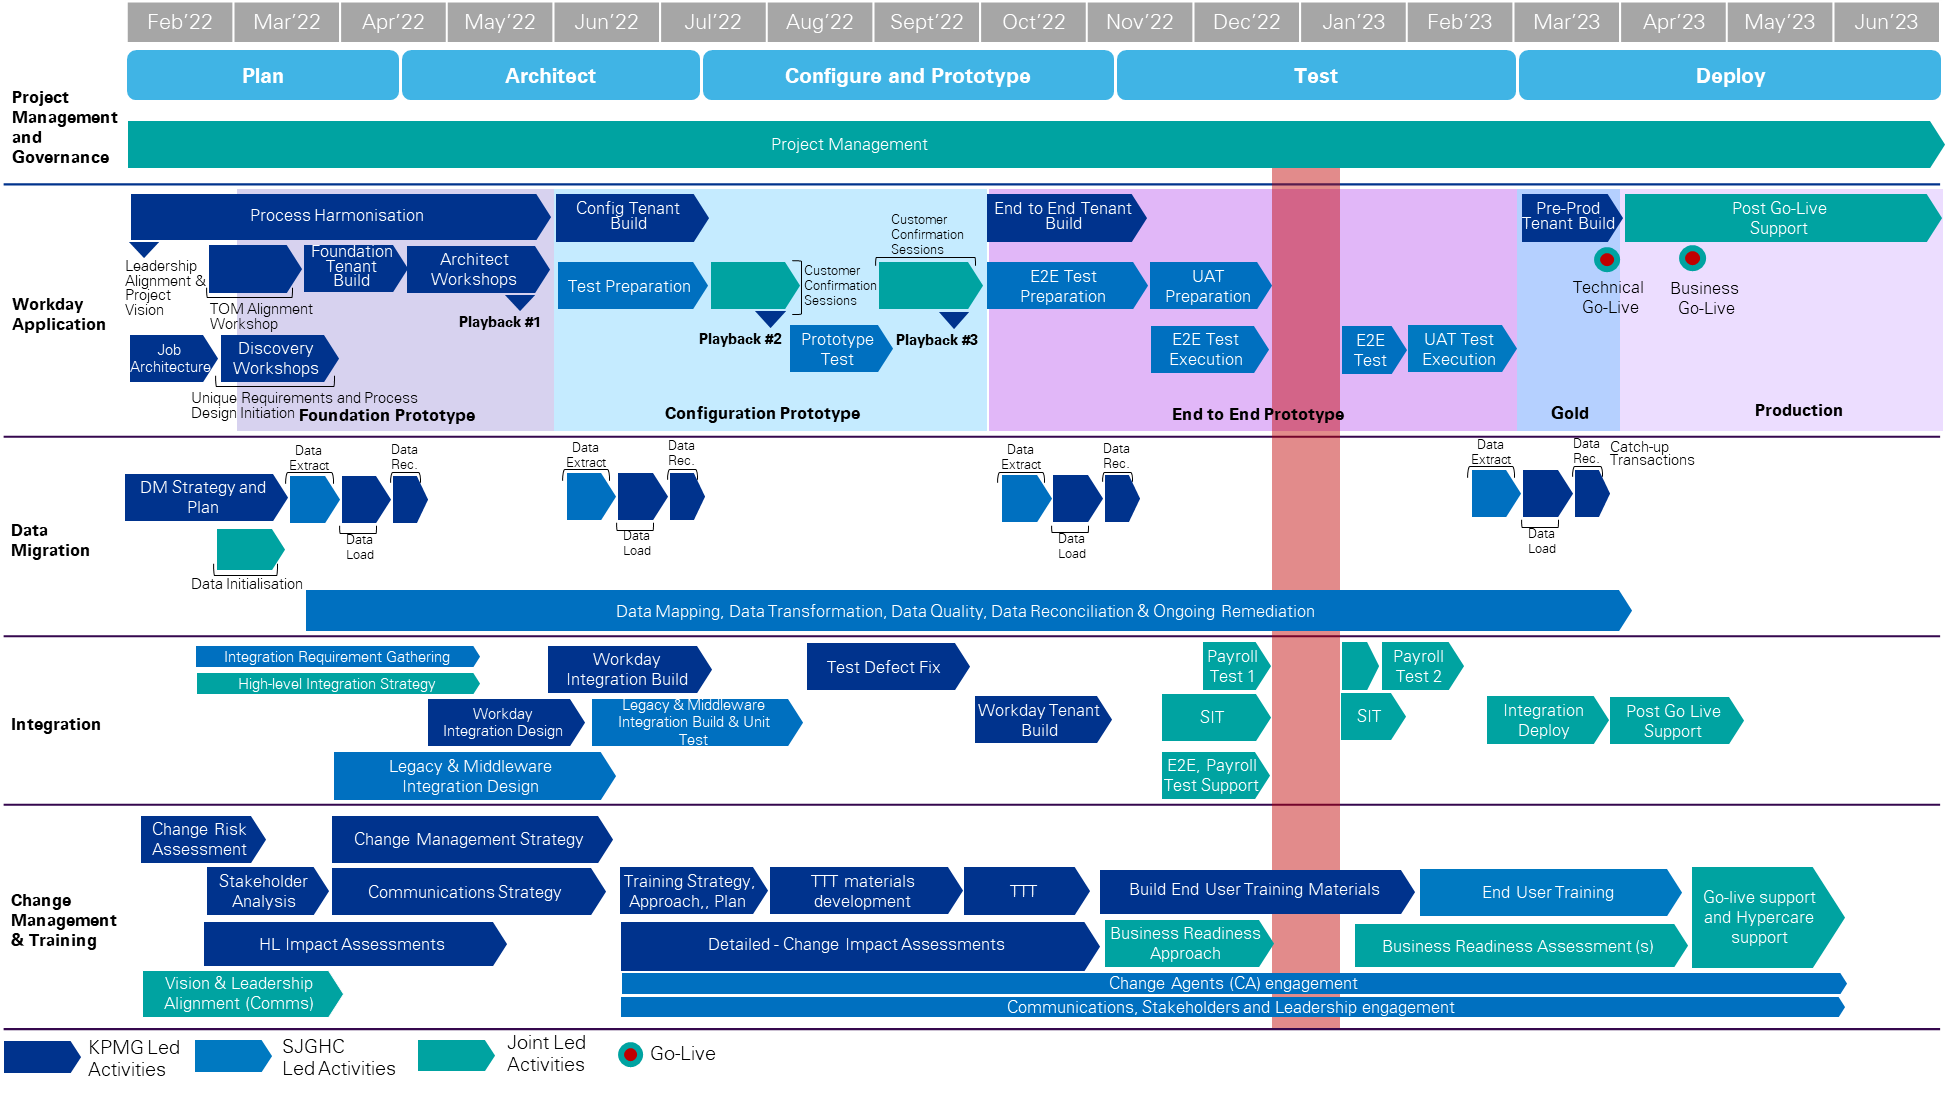 Feb’22 Mar’22 Apr’22 May’22 Jun’22 Jul’22 Aug’22 Sept’22 Oct’22 Nov’22 Dec’22 Jan’23 Feb’23 Mar’23 Apr’23 May’23 Jun’23
Plan
Architect
Configure and Prototype
Test
Deploy
Project
Management
and
Governance
Project Management
Workday
Application
Process Harmonisation
Leadership
Alignment &
Project
Vision
TOM Alignment
Workshop
Foundation
Tenant
Build
Architect
Workshops
Playback #1
Job
Architecture
Discovery
Workshops
Unique Requirements and Process
Design Initiation
Foundation Prototype
Config Tenant
Build
Test Preparation
Customer
Confirmation
Sessions
Playback #2
Prototype
Test
Customer
Confirmation
Sessions
Playback #3
Configuration Prototype
End to End Tenant
Build
E2E Test
Preparation
UAT
Preparation
E2E Test
Execution
E2E
Test
UAT Test
Execution
End to End Prototype
Pre-Prod
Tenant Build
Technical
Go-Live
Gold
Post Go-Live
Support
Business
Go-Live
Production
Data
Migration
DM Strategy and
Plan
Data Initialisation
Data
Extract
Data
Load
Data
Rec.
Data
Extract
Data
Load
Data
Rec.
Data
Extract
Data
Load
Data
Rec.
Data
Extract
Data
Load
Data
Rec.
Catch-up
Transactions
Data Mapping, Data Transformation, Data Quality, Data Reconciliation & Ongoing Remediation
Integration
Integration Requirement Gathering
High-level Integration Strategy
Workday
Integration Design
Legacy & Middleware
Integration Design
Workday
Integration Build
Legacy & Middleware
Integration Build & Unit
Test
Test Defect Fix
Workday Tenant
Build
Payroll
Test 1
SIT
E2E, Payroll
Test Support
Payroll
Test 2
SIT
Integration
Deploy
Post Go Live
Support
Change
Management
& Training
Change Risk
Assessment
Change Management Strategy
Stakeholder
Analysis
Communications Strategy
Training Strategy,
Approach,, Plan
TTT materials
development
TTT
Build End User Training Materials
End User Training
Go-live support
and Hypercare
support
HL Impact Assessments
Detailed - Change Impact Assessments
Business Readiness
Approach
Business Readiness Assessment (s)
Vision & Leadership
Alignment (Comms)
Change Agents (CA) engagement
Communications, Stakeholders and Leadership engagement
KPMG Led
Activities
SJGHC
Led Activities
Joint Led
Activities
Go-Live